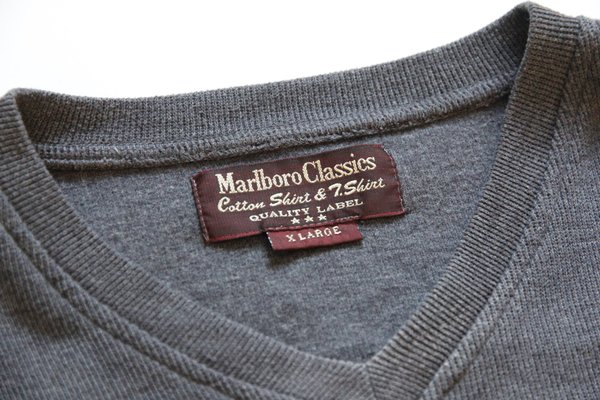 Marlboro Classics
Cotton Shirt & T.Shirt
QUALITY LABEL
★★★
X LARGE